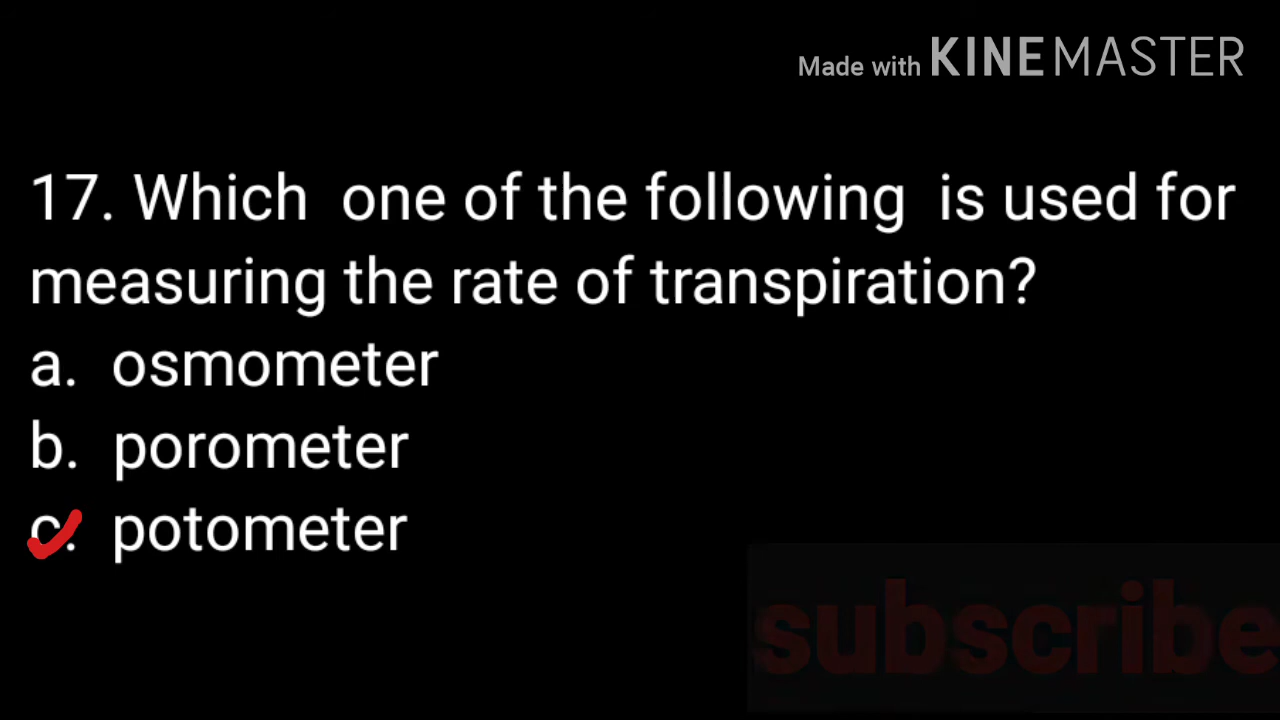 Made with KINEMASTER
17. Which one of the following is used for
measuring the rate of transpiration?
a. osmometer
b. porometer
c. potometer
subscribe